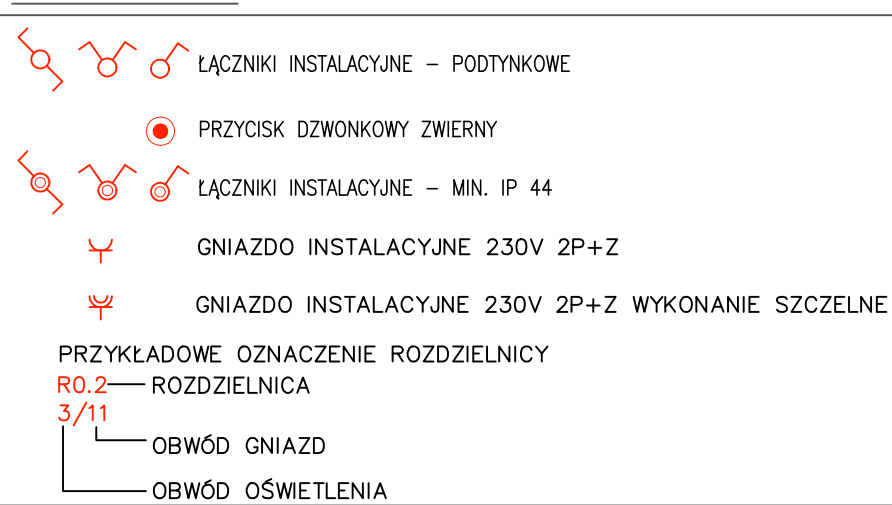 ŁĄCZNIKI INSTALACYJNE – PODTYNKOWE
PRZYCISK DZWONKOWY ZWIERNY
ŁĄCZNIKI INSTALACYJNE – MIN. IP 44
GNIAZDO INSTALACYJNE 230V 2P+Z
GNIAZDO INSTALACYJNE 230V 2P+Z WYKONANIE SZCZELNE
PRZYKŁADOWE OZNACZENIE ROZDZIELNICY
R0.2 ROZDZIELNICA
3/11
OBWÓD GNIAZD
OBWÓD OŚWIETLENIA